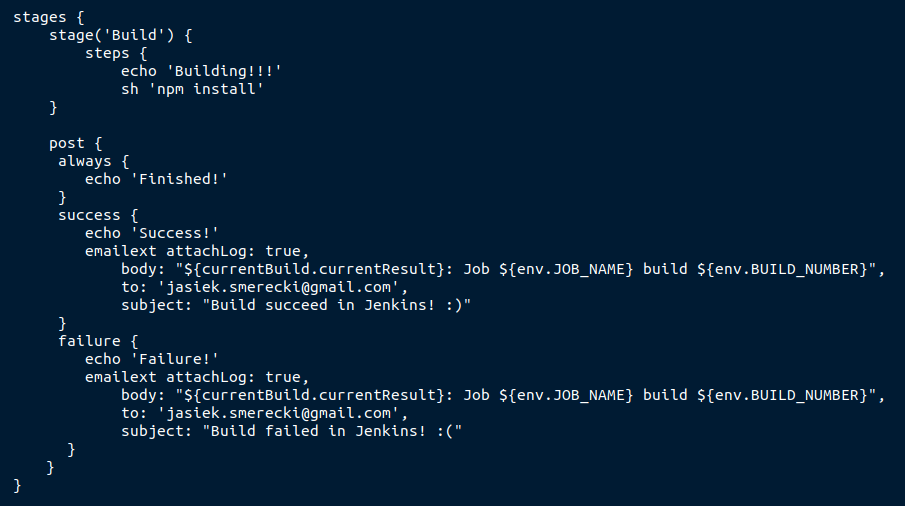 stages {
    stage('Build') {
        steps {
            echo 'Building!!!'
            sh 'npm install'
    }

    post {
     always {
        echo 'Finished!'
     }
     success {
        echo 'Success!'
        emailext attachLog: true,
            body: "${currentBuild.currentResult}: Job ${env.JOB_NAME} build ${env.BUILD_NUMBER}",
            to: 'jasiek.smerecki@gmail.com',
            subject: "Build succeed in Jenkins! :)"
     }
     failure {
        echo 'Failure!'
        emailext attachLog: true,
            body: "${currentBuild.currentResult}: Job ${env.JOB_NAME} build ${env.BUILD_NUMBER}",
            to: 'jasiek.smerecki@gmail.com',
            subject: "Build failed in Jenkins! :("
      }
    }
}